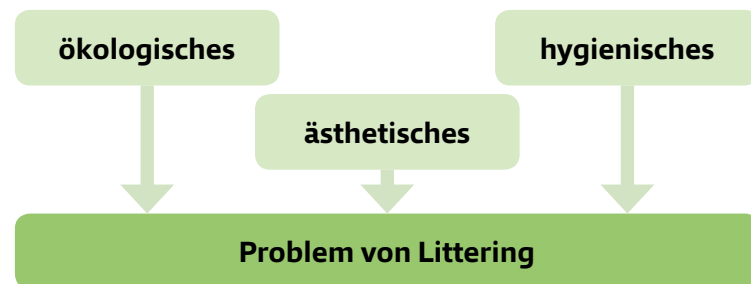 ökologisches
hygienisches
ästhetisches
Problem von Littering